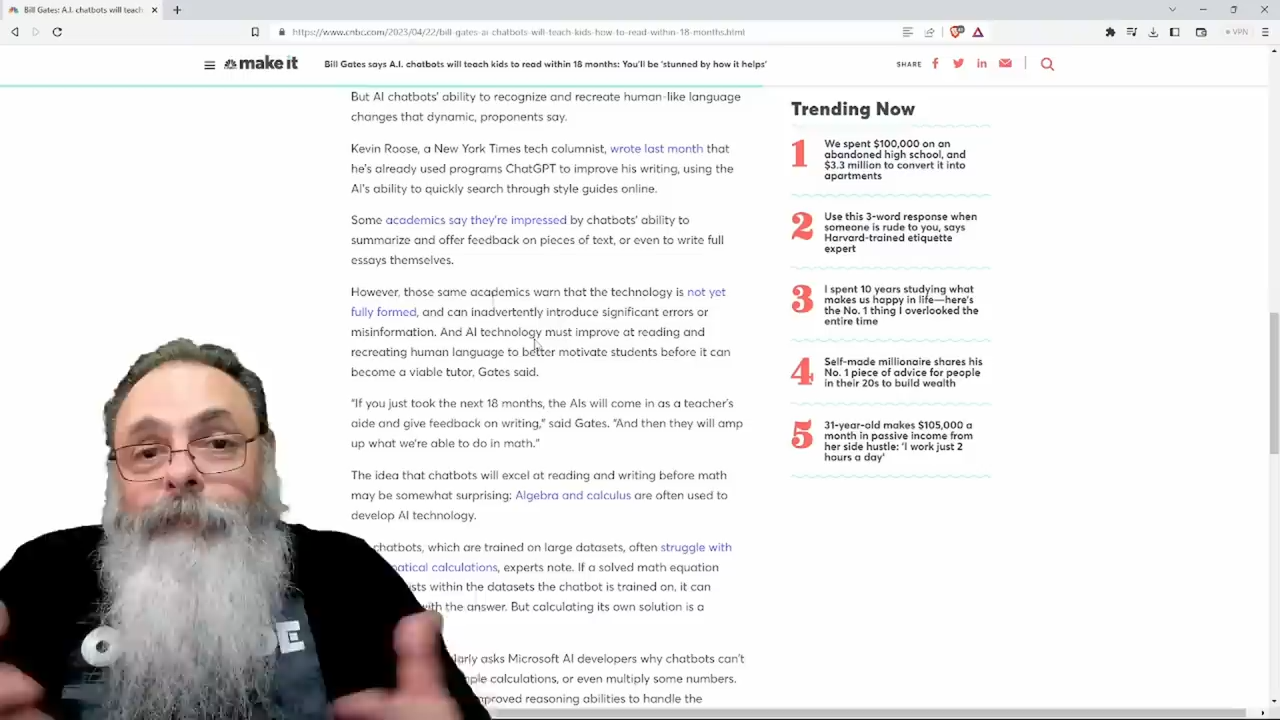 Bill Gates: A.I. chatbots will teach
https://www.cnbc.com/2023/04/22/bill-gates-ai-chatbots-will-teach-kids-how-to-read-within-18-months.html
VPN
make it
Bill Gates says A.I. chatbots will teach kids to read within 18 months: You'll be 'stunned by how it helps'
SHARE
But AI chatbots' ability to recognize and recreate human-like language
changes that dynamic, proponents say.
Kevin Roose, a New York Times tech columnist, wrote last month that
he's already used programs ChatGPT to improve his writing, using the
AI's ability to quickly search through style guides online.
Some academics say they're impressed by chatbots' ability to
summarize and offer feedback on pieces of text, or even to write full
essays themselves.
However, those same academics warn that the technology is not yet
fully formed, and can inadvertently introduce significant errors or
misinformation. And AI technology must improve at reading and
recreating human language to better motivate students before it can
become a viable tutor, Gates said.
"If you just took the next 18 months, the AIs will come in as a teacher's
aide and give feedback on writing," said Gates. "And then they will amp
up what we're able to do in math."
The idea that chatbots will excel at reading and writing before math
may be somewhat surprising: Algebra and calculus are often used to
develop AI technology.
chatbots, which are trained on large datasets, often struggle with
calculations, experts note. If a solved math equation
within the datasets the chatbot is trained on, it can
with the answer. But calculating its own solution is a
asks Microsoft AI developers why chatbots can't
calculations, or even multiply some numbers.
reasoning abilities to handle the
Trending Now
1 We spent $100,000 on an
abandoned high school, and
$3.3 million to convert it into
apartments
2 Use this 3-word response when
someone is rude to you, says
Harvard-trained etiquette
expert
3 I spent 10 years studying what
makes us happy in life—here's
the No. 1 thing I overlooked the
entire time
4 Self-made millionaire shares his
No. 1 piece of advice for people
in their 20s to build wealth
5 31-year-old makes $105,000 a
month in passive income from
her side hustle: 'I work just 2
hours a day'